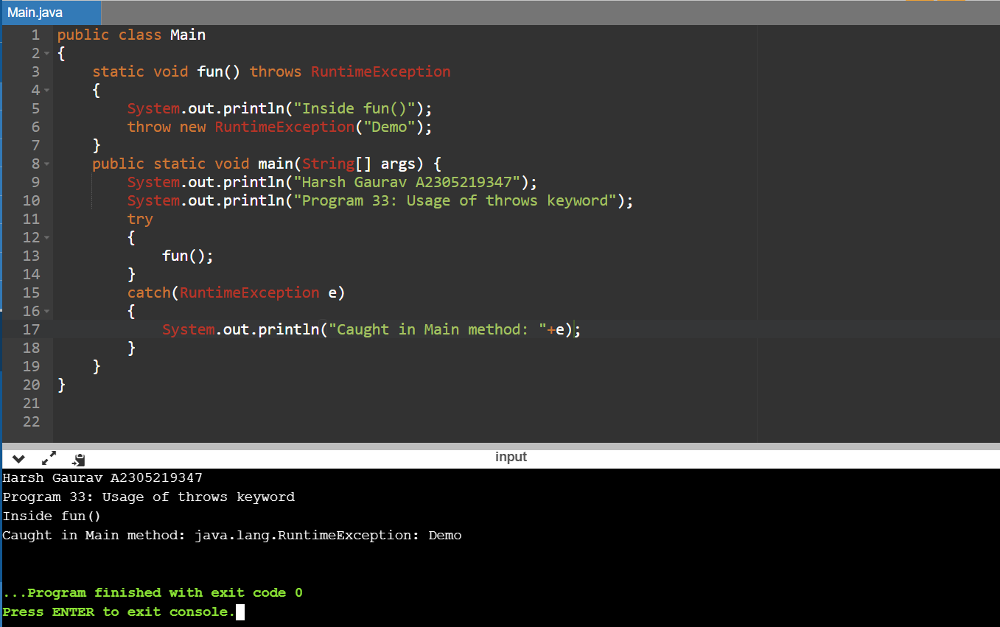 Main.java
1 public class Main
2 {
3     static void fun() throws RuntimeException
4     {
5         System.out.println("Inside fun()");
6         throw new RuntimeException("Demo");
7     }
8     public static void main(String[] args) {
9         System.out.println("Harsh Gaurav A2305219347");
10         System.out.println("Program 33: Usage of throws keyword");
11         try
12         {
13             fun();
14         }
15         catch(RuntimeException e)
16         {
17             System.out.println("Caught in Main method: "+e);
18         }
19     }
20 }
21
22
input
Harsh Gaurav A2305219347
Program 33: Usage of throws keyword
Inside fun()
Caught in Main method: java.lang.RuntimeException: Demo
...Program finished with exit code 0
Press ENTER to exit console.